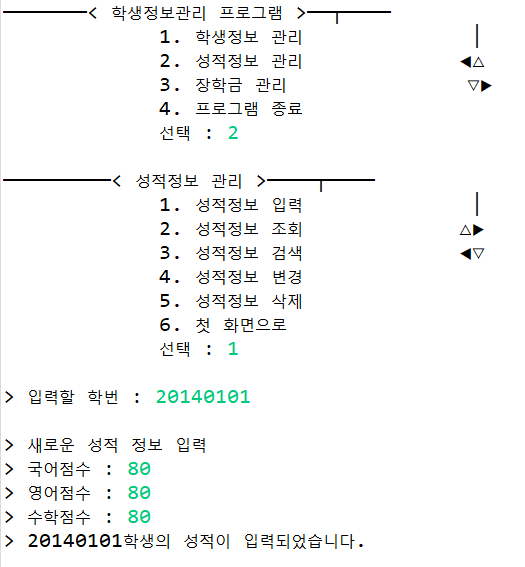 ─────────< 학생정보관리 프로그램 >──┬────
1. 학생정보 관리 │
2. 성적정보 관리 ◀△
3. 장학금 관리 ▽▶
4. 프로그램 종료
선택 : 2
─────────< 성적정보 관리 >────┬────
1. 성적정보 입력 │
2. 성적정보 조회 △▶
3. 성적정보 검색 ◀▽
4. 성적정보 변경
5. 성적정보 삭제
6. 첫 화면으로
선택 : 1
> 입력할 학번 : 20140101
> 새로운 성적 정보 입력
> 국어점수 : 80
> 영어점수 : 80
> 수학점수 : 80
> 20140101학생의 성적이 입력되었습니다.